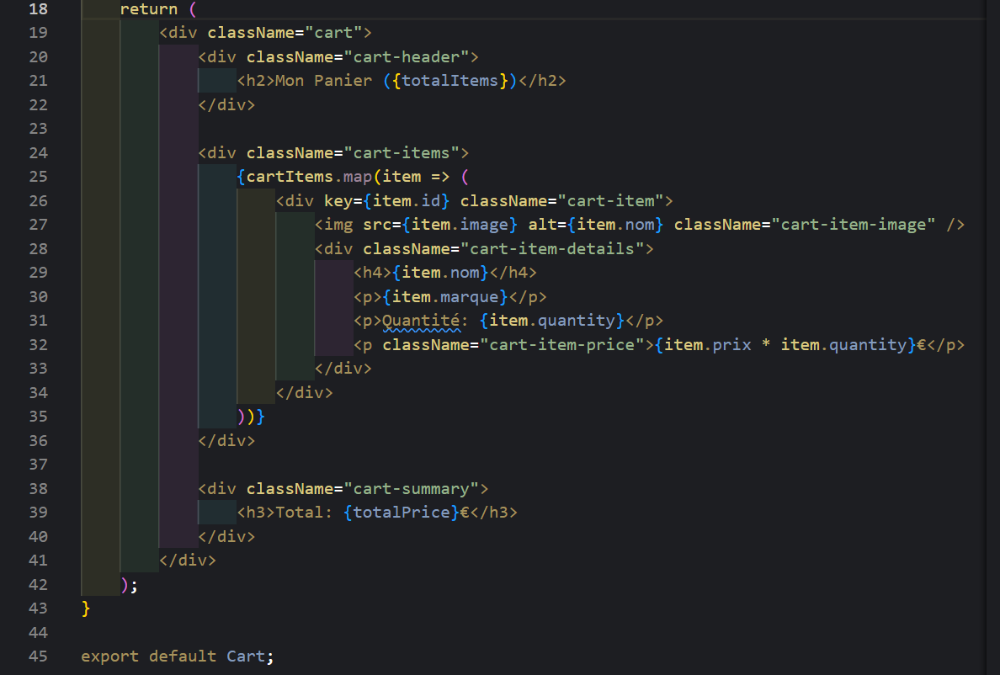 18 return (
19 <div className="cart">
20 <div className="cart-header">
21 <h2>Mon Panier ({totalItems})</h2>
22 </div>
23
24 <div className="cart-items">
25 {cartItems.map(item => (
26 <div key={item.id} className="cart-item">
27 <img src={item.image} alt={item.nom} className="cart-item-image" />
28 <div className="cart-item-details">
29 <h4>{item.nom}</h4>
30 <p>{item.marque}</p>
31 <p>Quantité: {item.quantity}</p>
32 <p className="cart-item-price">{item.prix * item.quantity}€</p>
33 </div>
34 </div>
35 ))}
36 </div>
37
38 <div className="cart-summary">
39 <h3>Total: {totalPrice}€</h3>
40 </div>
41 </div>
42 );
43 }
44
45 export default Cart;